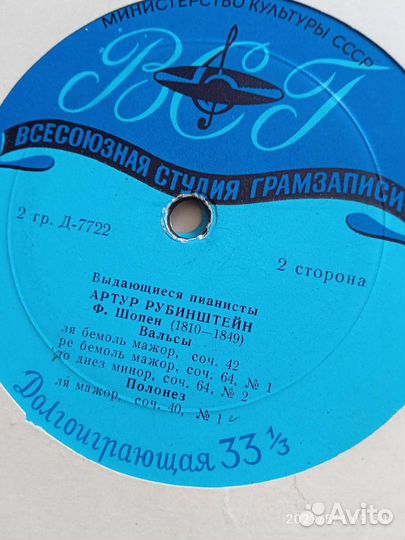 МИНИСТЕРСТВО КУЛЬТУРЫ СССР
ВСГ
ВСЕСОЮЗНАЯ СТУДИЯ ГРАМЗАПИСИ
2 гр. Д-7722
2 сторона
Выдающиеся пианисты
АРТУР РУБИНШТЕЙН
Ф. Шопен (1810—1849)
Вальсы
ля бемоль мажор, соч. 42
ре бемоль мажор, соч. 64, № 1
до диез минор, соч. 64, № 2
Полонез
ля мажор, соч. 40, № 1
Долгоиграющая 33 1/3
Avito